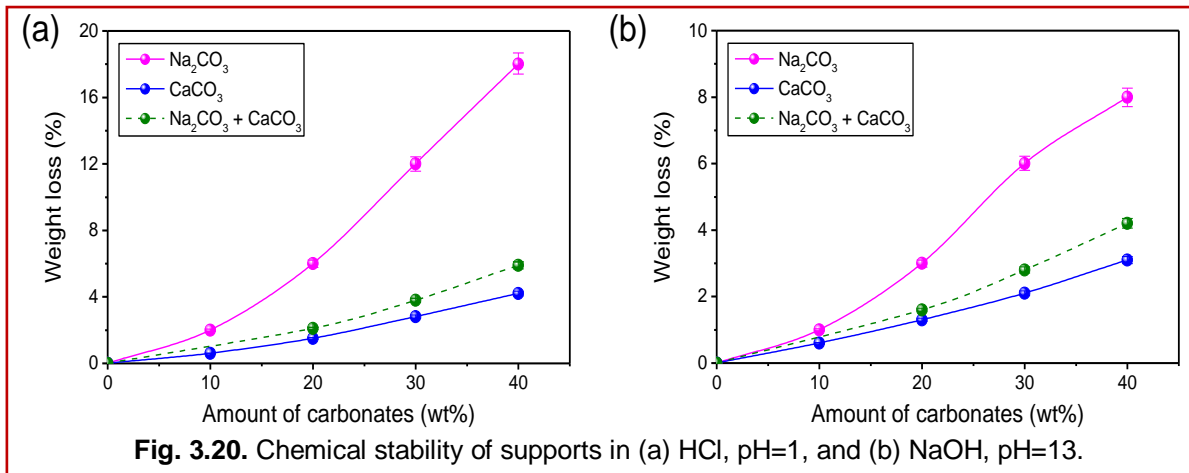 (a)
20
16
12
8
4
0
Weight loss (%)
Na₂CO₃
CaCO₃
Na₂CO₃ + CaCO₃
0 10 20 30 40
Amount of carbonates (wt%)
(b)
10
8
6
4
2
0
Weight loss (%)
Na₂CO₃
CaCO₃
Na₂CO₃ + CaCO₃
0 10 20 30 40
Amount of carbonates (wt%)
Fig. 3.20. Chemical stability of supports in (a) HCl, pH=1, and (b) NaOH, pH=13.